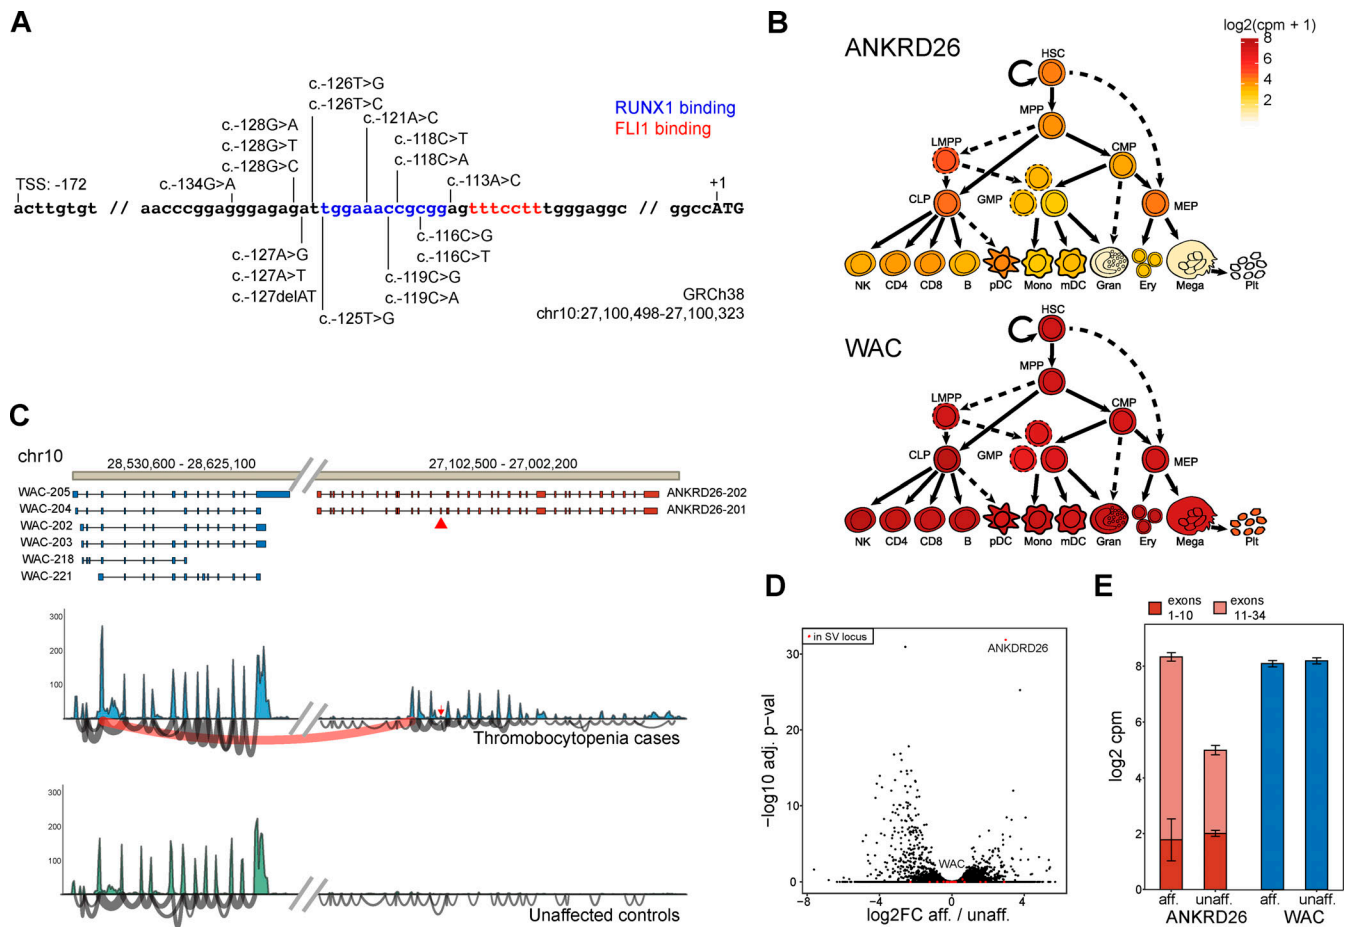 A
c.-126T>G
c.-126T>C
c.-128G>A
c.-128G>T
c.-128G>C
c.-121A>C
c.-118C>T
c.-118C>A
RUNX1 binding
FLI1 binding
TSS: -172
c.-134G>A
c.-113A>C
+1
acttgtgt // aacccggagggagagattggaaaccgcggagtttccttttgggaggc // ggccATG
c.-127A>G
c.-127A>T
c.-127delAT
c.-125T>G
c.-116C>G
c.-116C>T
c.-119C>G
c.-119C>A
GRCh38
chr10:27,100,498-27,100,323
B
log2(cpm + 1)
8
6
4
2
ANKRD26
HSC
MPP
LMPP
CMP
CLP
GMP
MEP
NK CD4 CD8 B pDC Mono mDC Gran Ery Mega Plt
WAC
HSC
MPP
LMPP
CMP
CLP
GMP
MEP
NK CD4 CD8 B pDC Mono mDC Gran Ery Mega Plt
C
chr10
28,530,600 - 28,625,100
27,102,500 - 27,002,200
WAC-205
WAC-204
WAC-202
WAC-203
WAC-218
WAC-221
ANKRD26-202
ANKRD26-201
300
200
100
Thrombocytopenia cases
300
200
100
Unaffected controls
D
in SV locus
ANKDRD26
WAC
30
20
10
0
-log10 adj. p-val
-8 -4 0 4
log2FC aff. / unaff.
E
exons 1-10
exons 11-34
8
6
4
2
0
log2 cpm
aff. unaff. aff. unaff.
ANKRD26 WAC